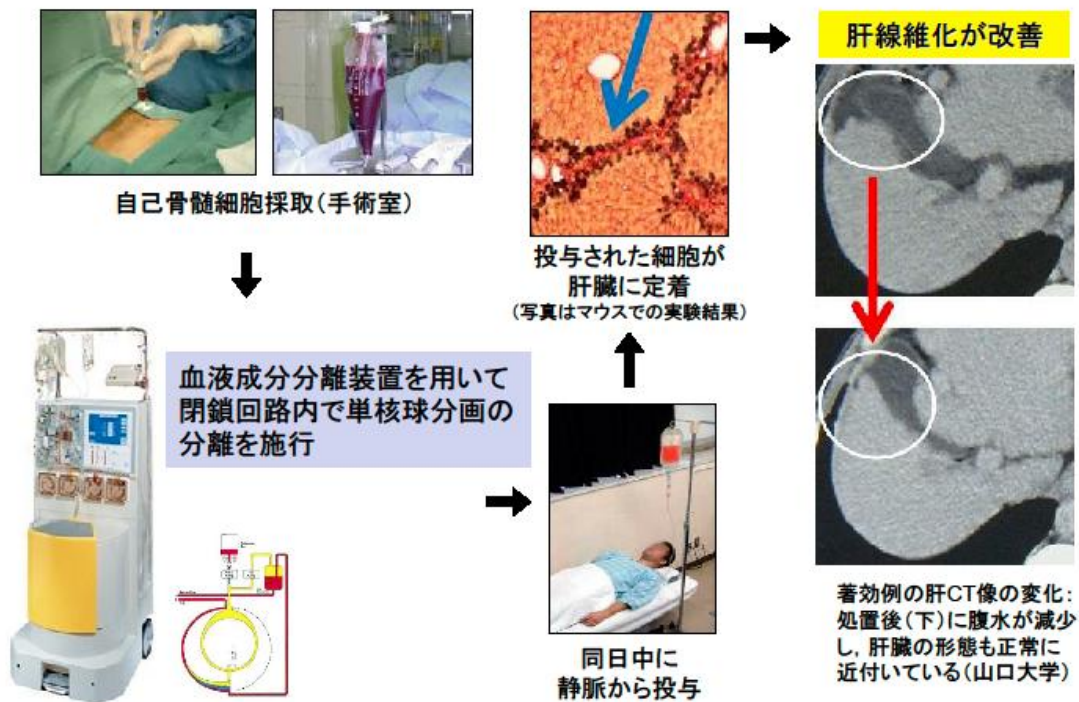 自己骨髄細胞採取(手術室)
血液成分分離装置を用いて
閉鎖回路内で単核球分画の
分離を施行
同日中に
静脈から投与
投与された細胞が
肝臓に定着
(写真はマウスでの実験結果)
肝線維化が改善
著効例の肝CT像の変化:
処置後(下)に腹水が減少
し,肝臓の形態も正常に
近付いている(山口大学)